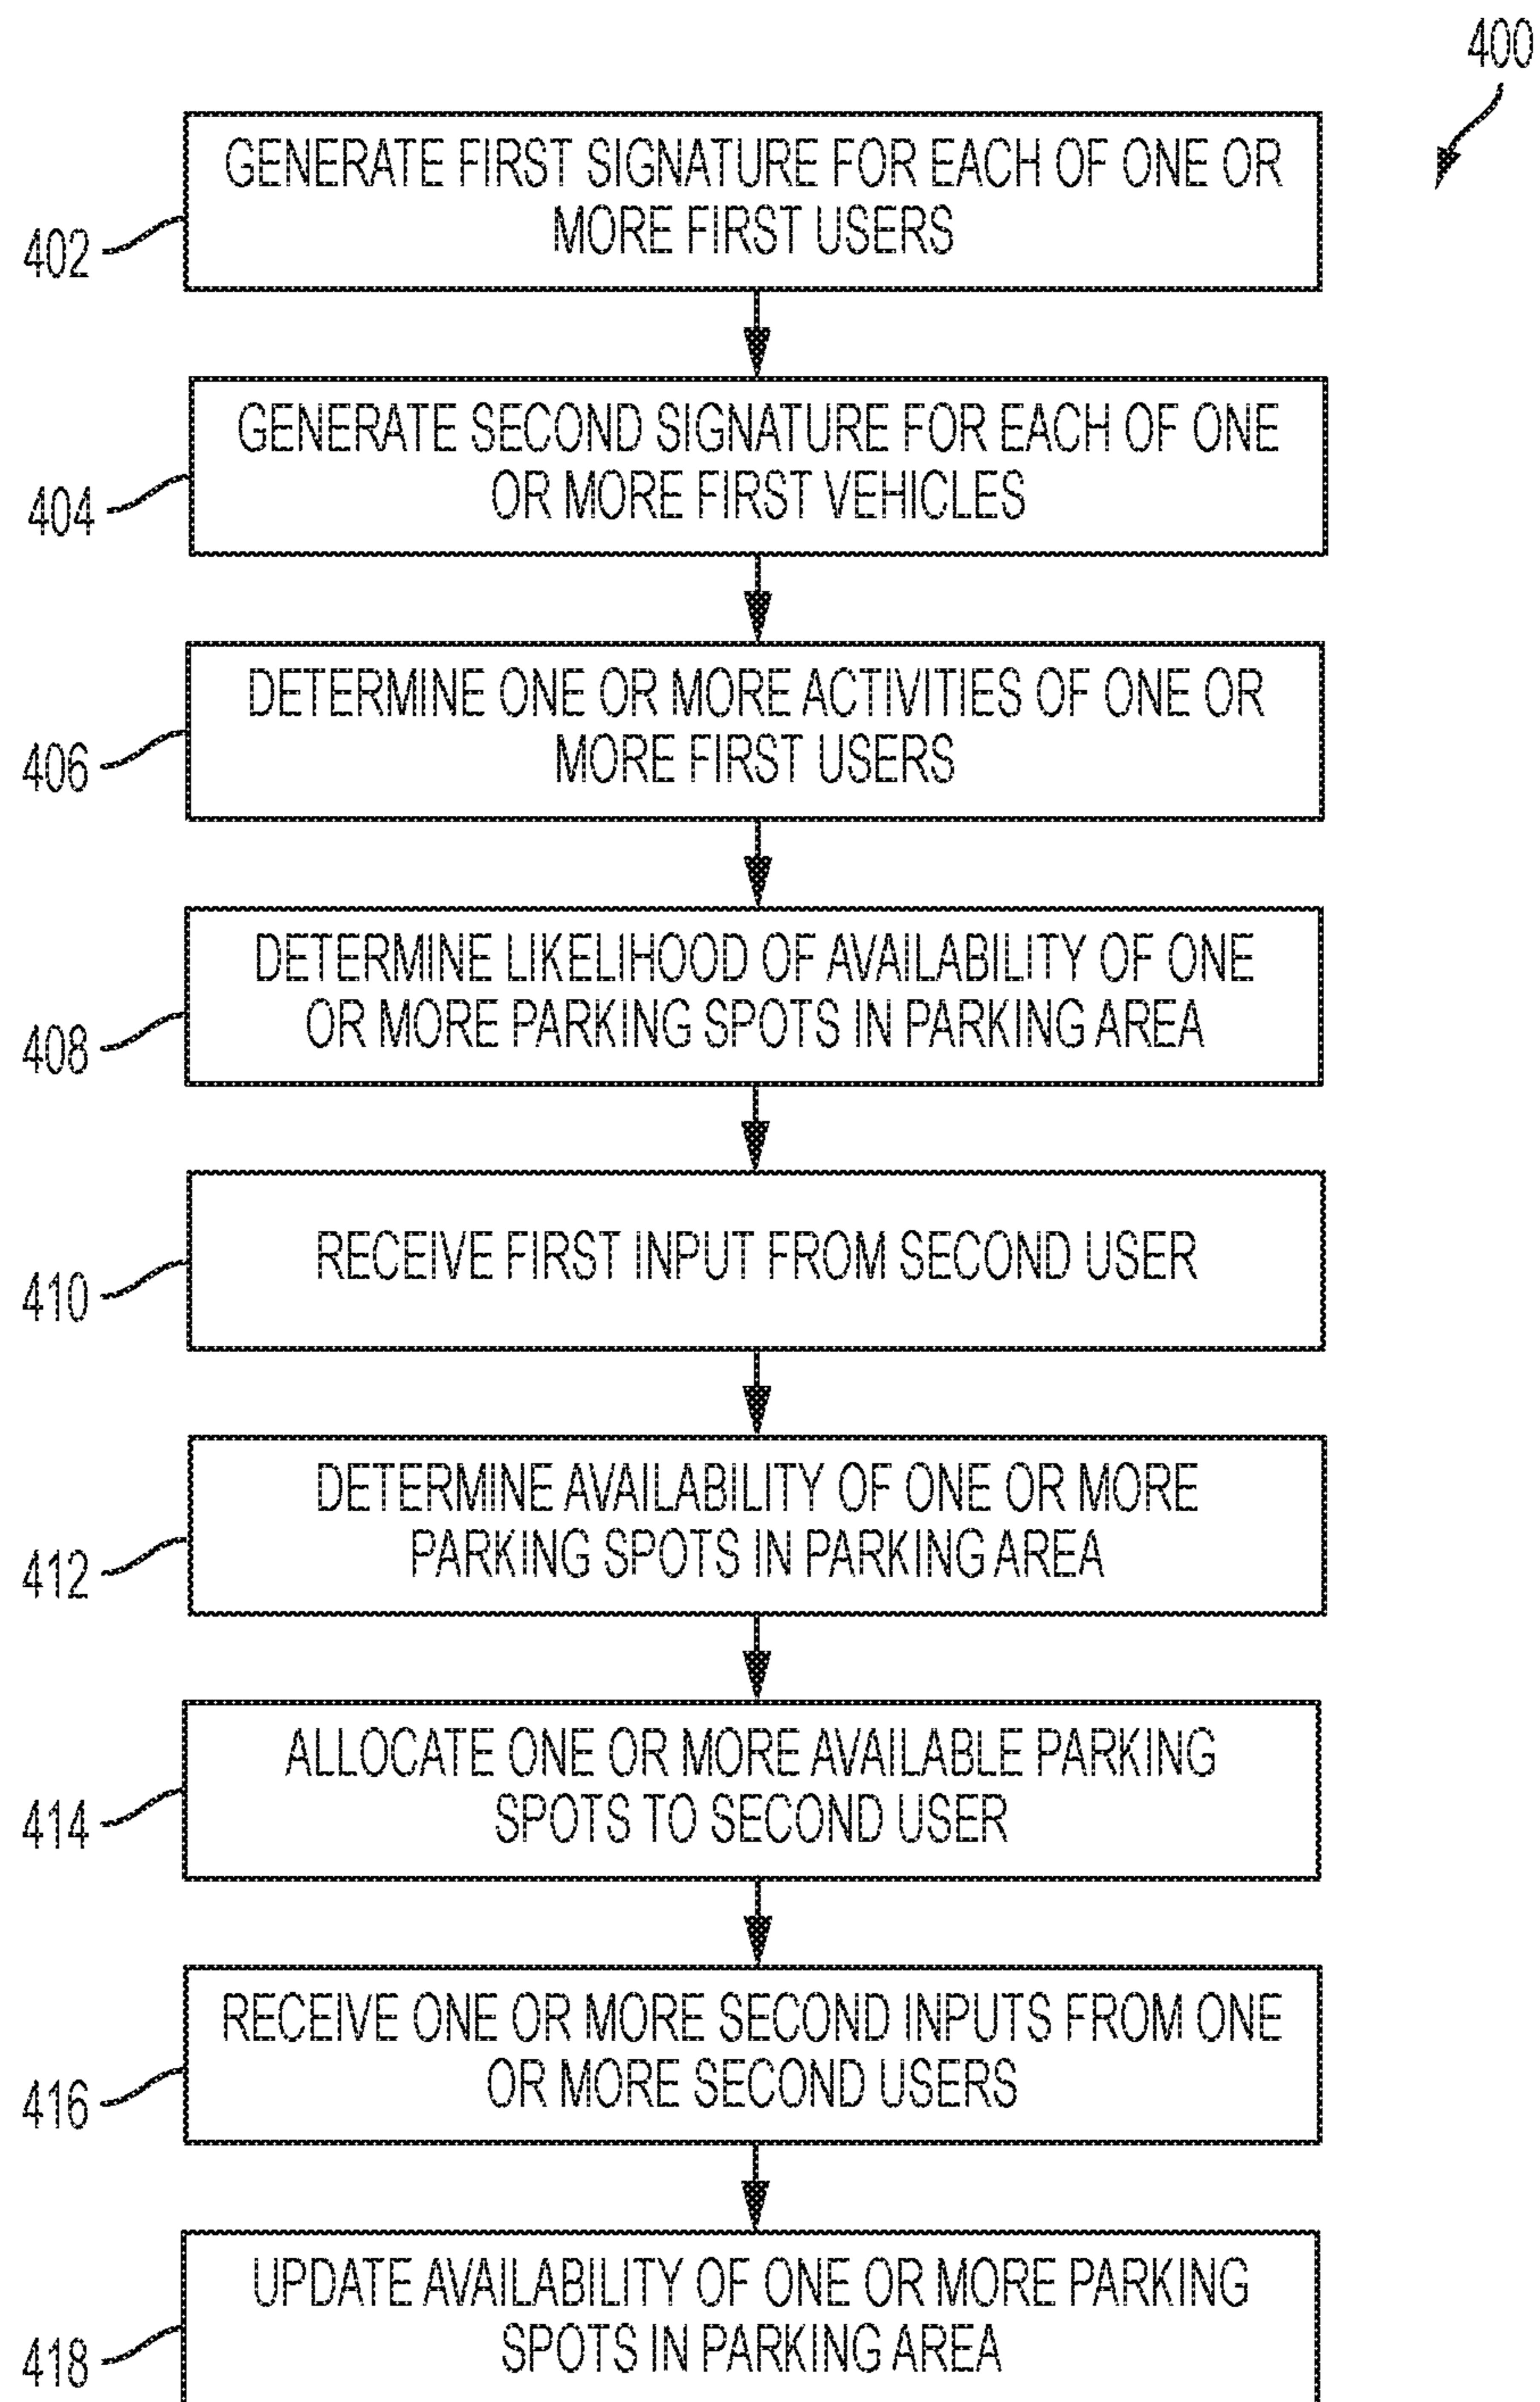 400
GENERATE FIRST SIGNATURE FOR EACH OF ONE OR
MORE FIRST USERS
402
GENERATE SECOND SIGNATURE FOR EACH OF ONE
OR MORE FIRST VEHICLES
404
DETERMINE ONE OR MORE ACTIVITIES OF ONE OR
MORE FIRST USERS
406
DETERMINE LIKELIHOOD OF AVAILABILITY OF ONE
OR MORE PARKING SPOTS IN PARKING AREA
408
RECEIVE FIRST INPUT FROM SECOND USER
410
DETERMINE AVAILABILITY OF ONE OR MORE
PARKING SPOTS IN PARKING AREA
412
ALLOCATE ONE OR MORE AVAILABLE PARKING
SPOTS TO SECOND USER
414
RECEIVE ONE OR MORE SECOND INPUTS FROM ONE
OR MORE SECOND USERS
416
UPDATE AVAILABILITY OF ONE OR MORE PARKING
SPOTS IN PARKING AREA
418